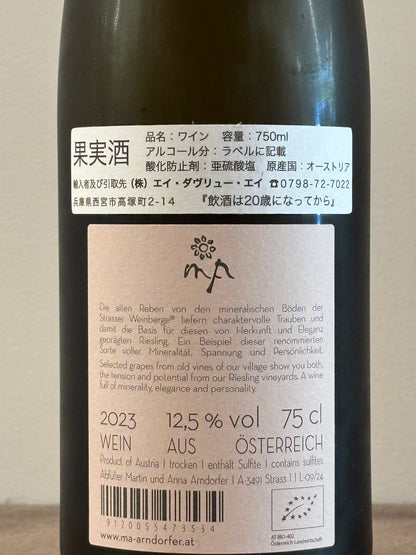 果実酒
品名：ワイン　容量：750ml
アルコール分：ラベルに記載
酸化防止剤：亜硫酸塩　原産国：オーストリア
輸入者及び引取先（株）エイ・ダヴリュー・エイ ☎0798-72-7022
兵庫県西宮市高塚町2-14　『飲酒は20歳になってから』
Die alten Reben von den mineralischen Böden der
Strasser Weinberge® liefern charaktervolle Trauben und
damit die Basis für diesen von Herkunft und Eleganz
geprägten Riesling. Ein Beispiel dieser renommierten
Sorte voller Mineralität, Spannung und Persönlichkeit.
Selected grapes from old vines of our village show you both,
the tension and potential from our Riesling vineyards. A wine
full of minerality, elegance and personality.
2023 12,5 % vol 75 cl
WEIN AUS ÖSTERREICH
Product of Austria | trocken | enthält Sulfite | contains sulfites
Abfüller Martin und Anna Arndorfer | A-3491 Strass | L-09/24
9120055473534
www.ma-arndorfer.at
AT-BIO-402
Österreich Landwirtschaft